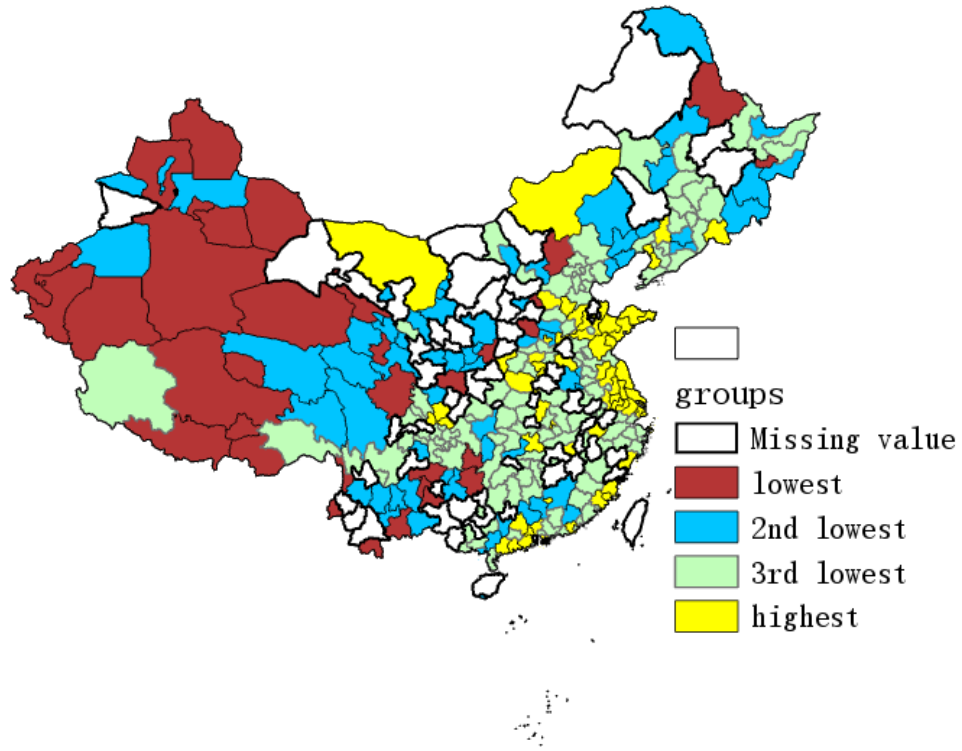 groups
Missing value
lowest
2nd lowest
3rd lowest
highest